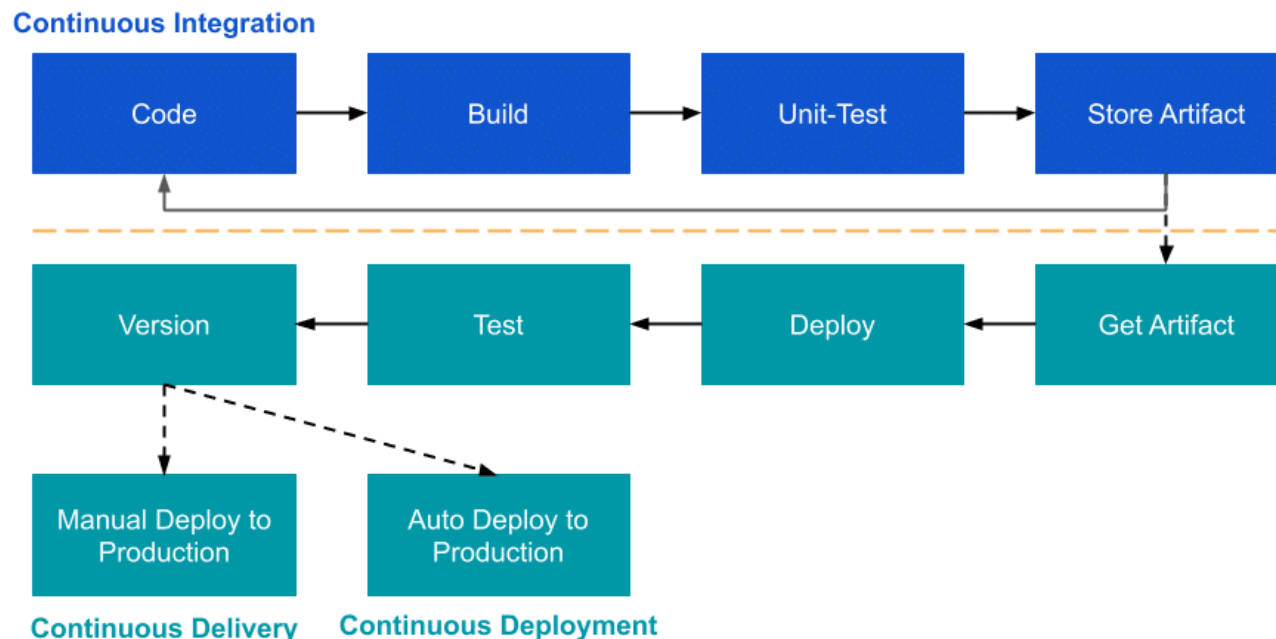 Continuous Integration
Code
Build
Unit-Test
Store Artifact
Version
Test
Deploy
Get Artifact
Manual Deploy to
Production
Auto Deploy to
Production
Continuous Delivery
Continuous Deployment